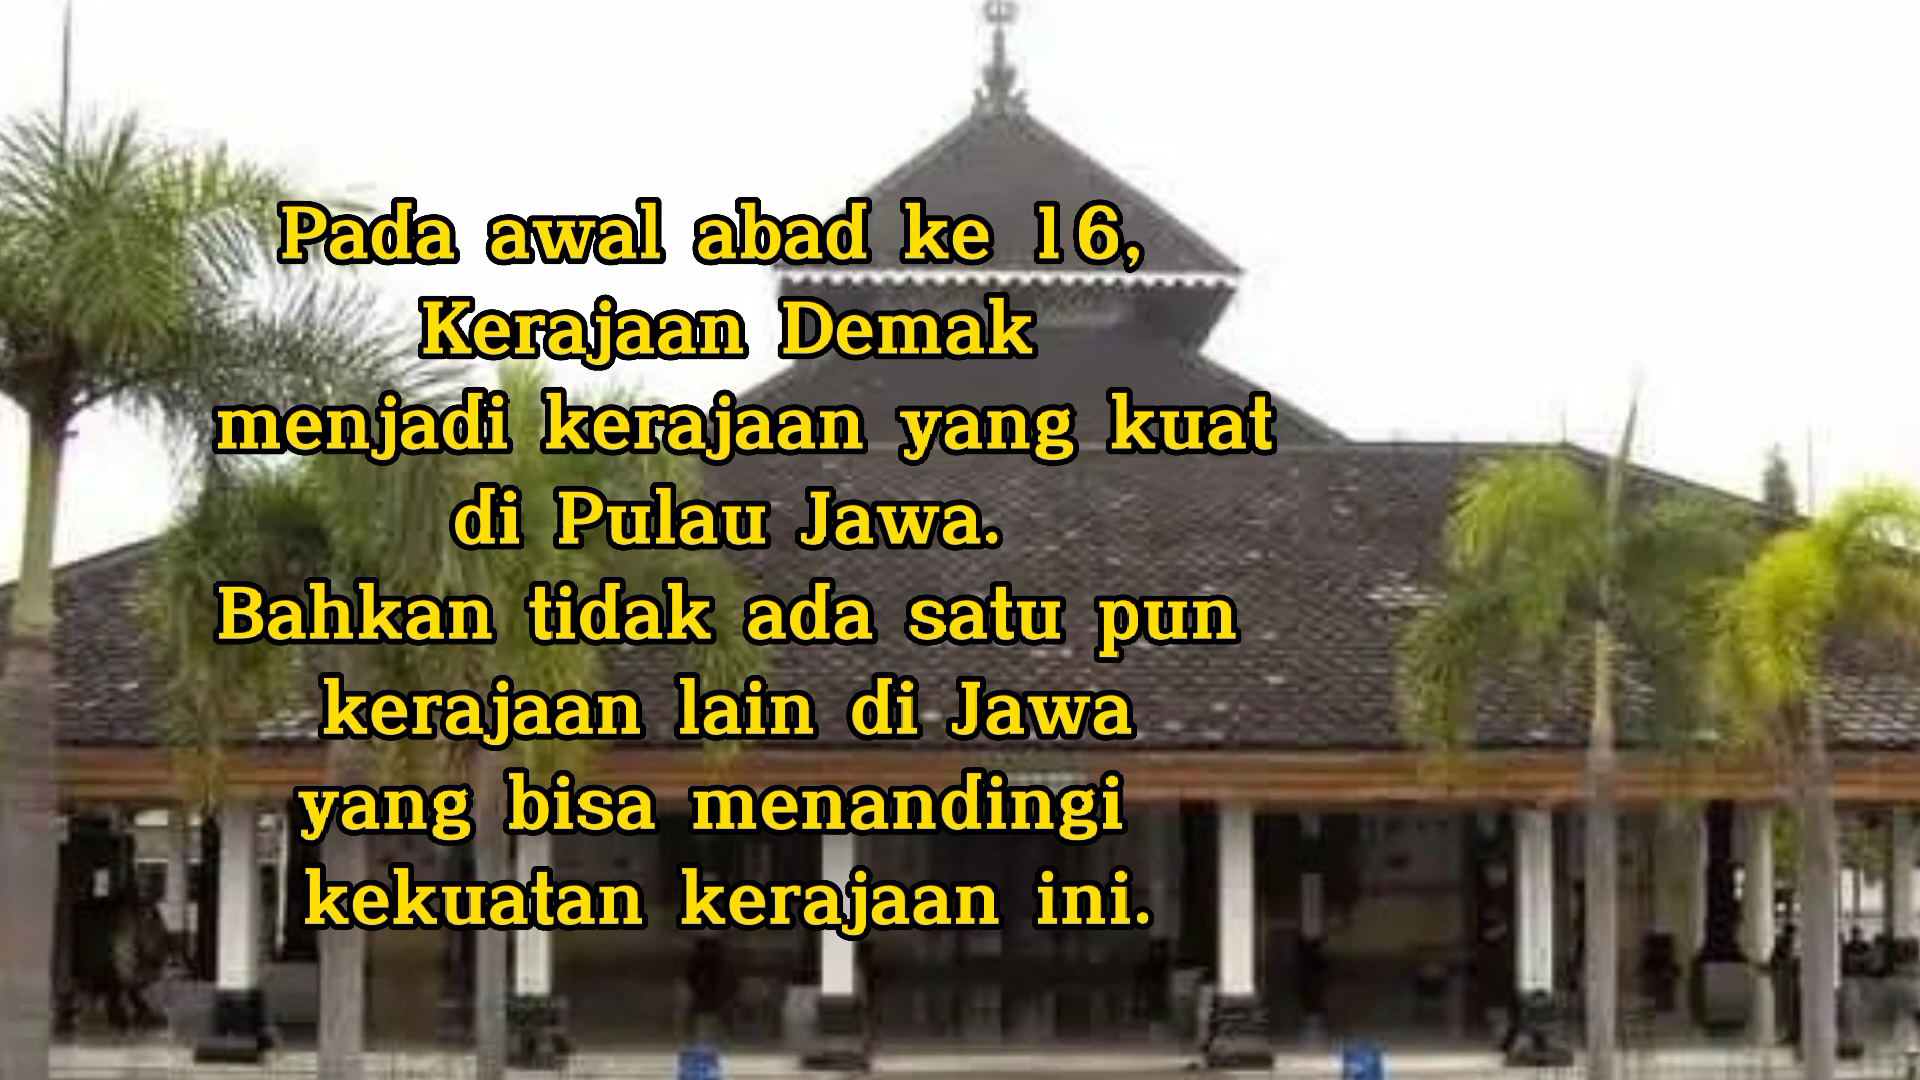 Pada awal abad ke 16,
Kerajaan Demak
menjadi kerajaan yang kuat
di Pulau Jawa.
Bahkan tidak ada satu pun
kerajaan lain di Jawa
yang bisa menandingi
kekuatan kerajaan ini.